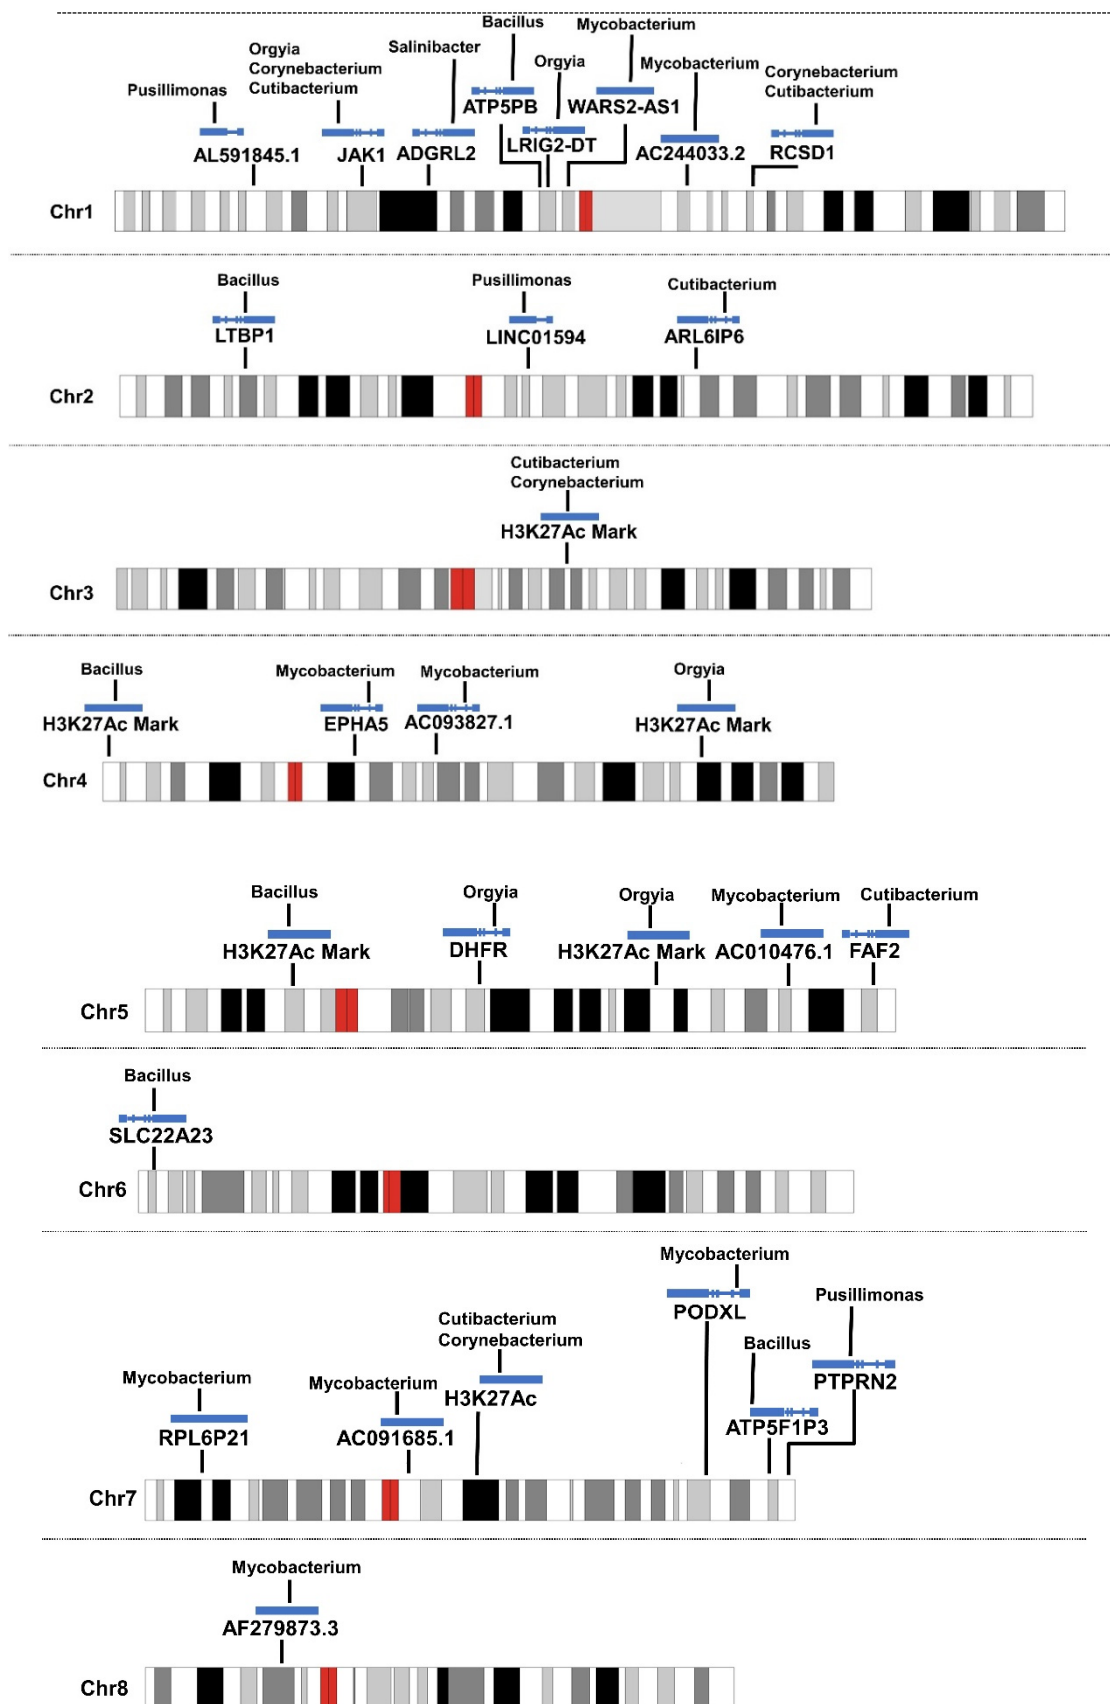 Bacillus
Mycobacterium
Orgyia
Corynebacterium
Cutibacterium
Salinibacter
Orgyia
Mycobacterium
Corynebacterium
Cutibacterium
Pusillimonas
ATP5PB
WARS2-AS1
LRIG2-DT
AL591845.1
JAK1
ADGRL2
AC244033.2
RCSD1
Chr1
Bacillus
Pusillimonas
Cutibacterium
LTBP1
LINC01594
ARL6IP6
Chr2
Cutibacterium
Corynebacterium
H3K27Ac Mark
Chr3
Bacillus
Mycobacterium
Mycobacterium
Orgyia
H3K27Ac Mark
EPHA5
AC093827.1
H3K27Ac Mark
Chr4
Bacillus
Orgyia
Orgyia
Mycobacterium
Cutibacterium
H3K27Ac Mark
DHFR
H3K27Ac Mark
AC010476.1
FAF2
Chr5
Bacillus
SLC22A23
Chr6
Mycobacterium
Pusillimonas
PODXL
Cutibacterium
Corynebacterium
Bacillus
Mycobacterium
Mycobacterium
PTPRN2
H3K27Ac
ATP5F1P3
RPL6P21
AC091685.1
Chr7
Mycobacterium
AF279873.3
Chr8